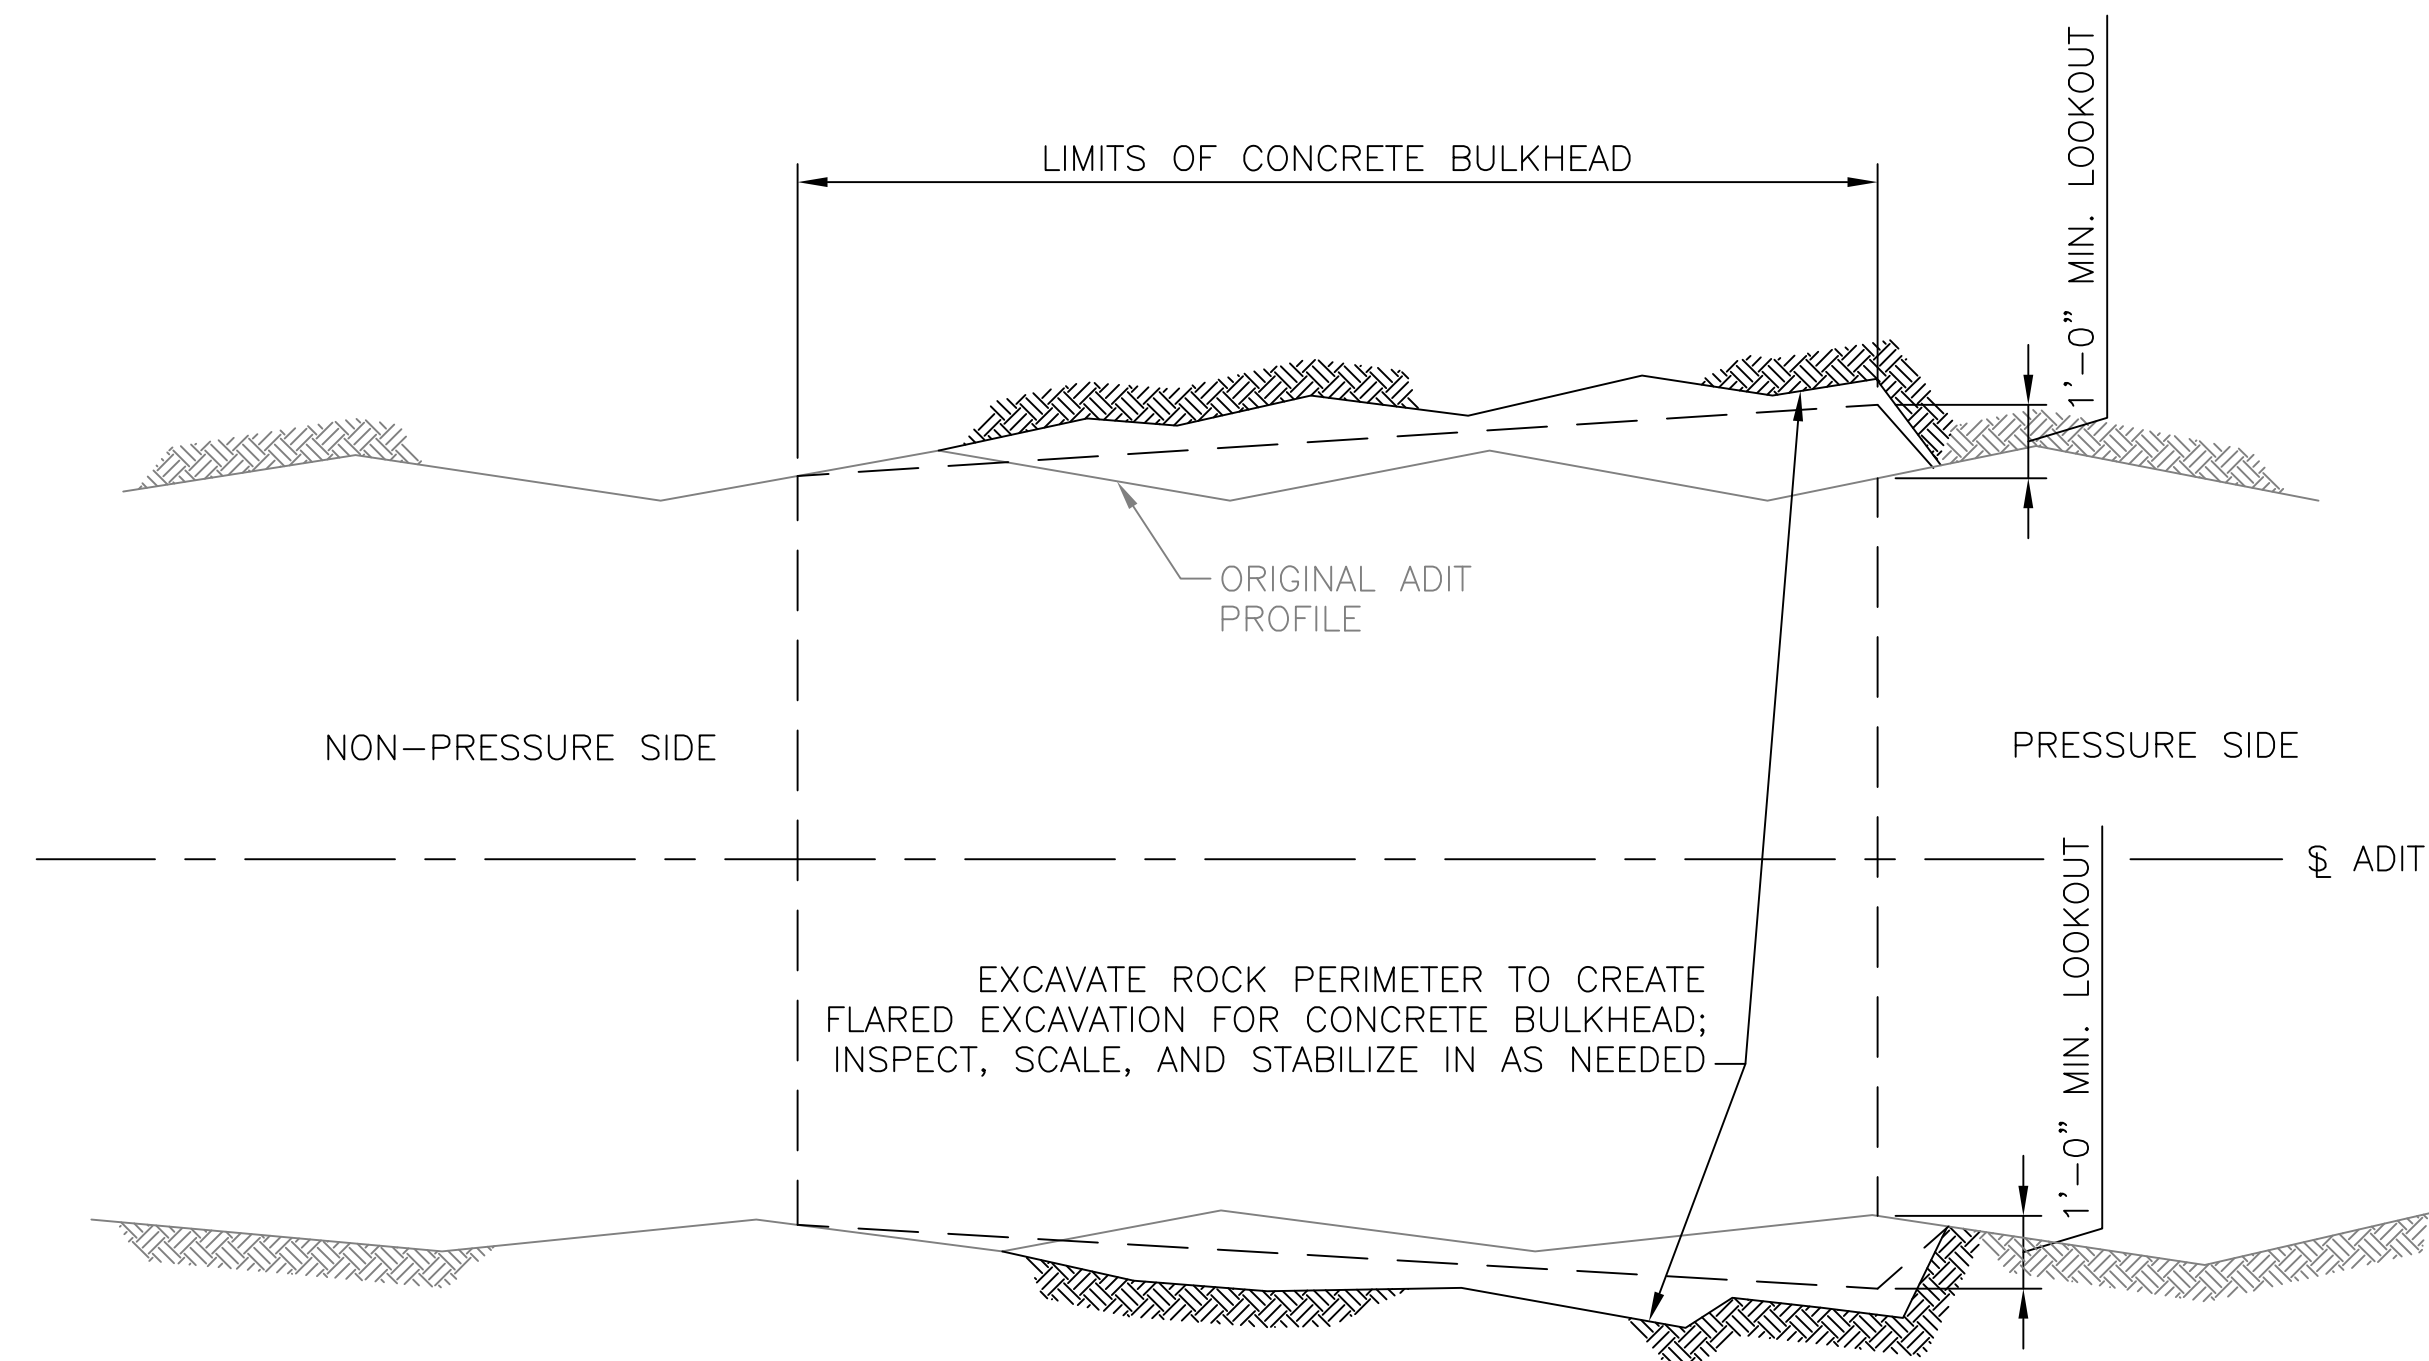 LIMITS OF CONCRETE BULKHEAD
1'-0" MIN. LOOKOUT
ORIGINAL ADIT
PROFILE
NON-PRESSURE SIDE
PRESSURE SIDE
℄ ADIT
EXCAVATE ROCK PERIMETER TO CREATE
FLARED EXCAVATION FOR CONCRETE BULKHEAD;
INSPECT, SCALE, AND STABILIZE IN AS NEEDED
1'-0" MIN. LOOKOUT